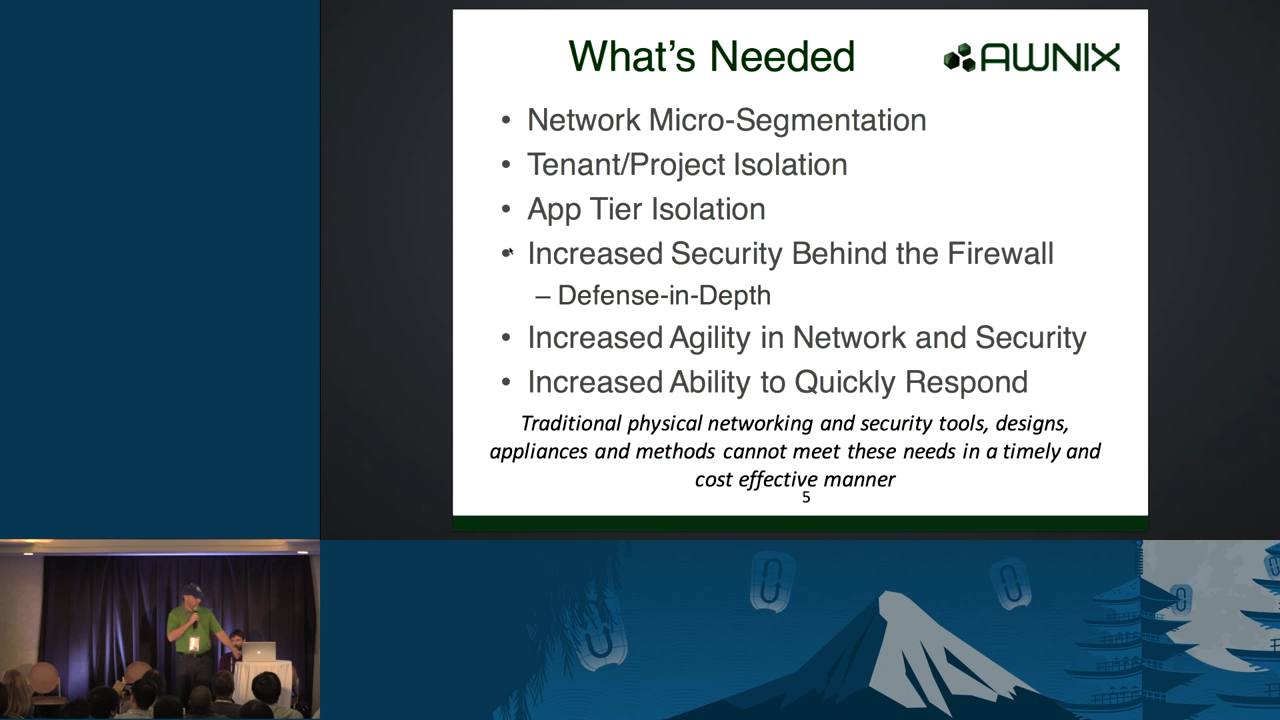 What's Needed
AWNIX
• Network Micro-Segmentation
• Tenant/Project Isolation
• App Tier Isolation
• Increased Security Behind the Firewall
– Defense-in-Depth
• Increased Agility in Network and Security
• Increased Ability to Quickly Respond
Traditional physical networking and security tools, designs,
appliances and methods cannot meet these needs in a timely and
cost effective manner
5